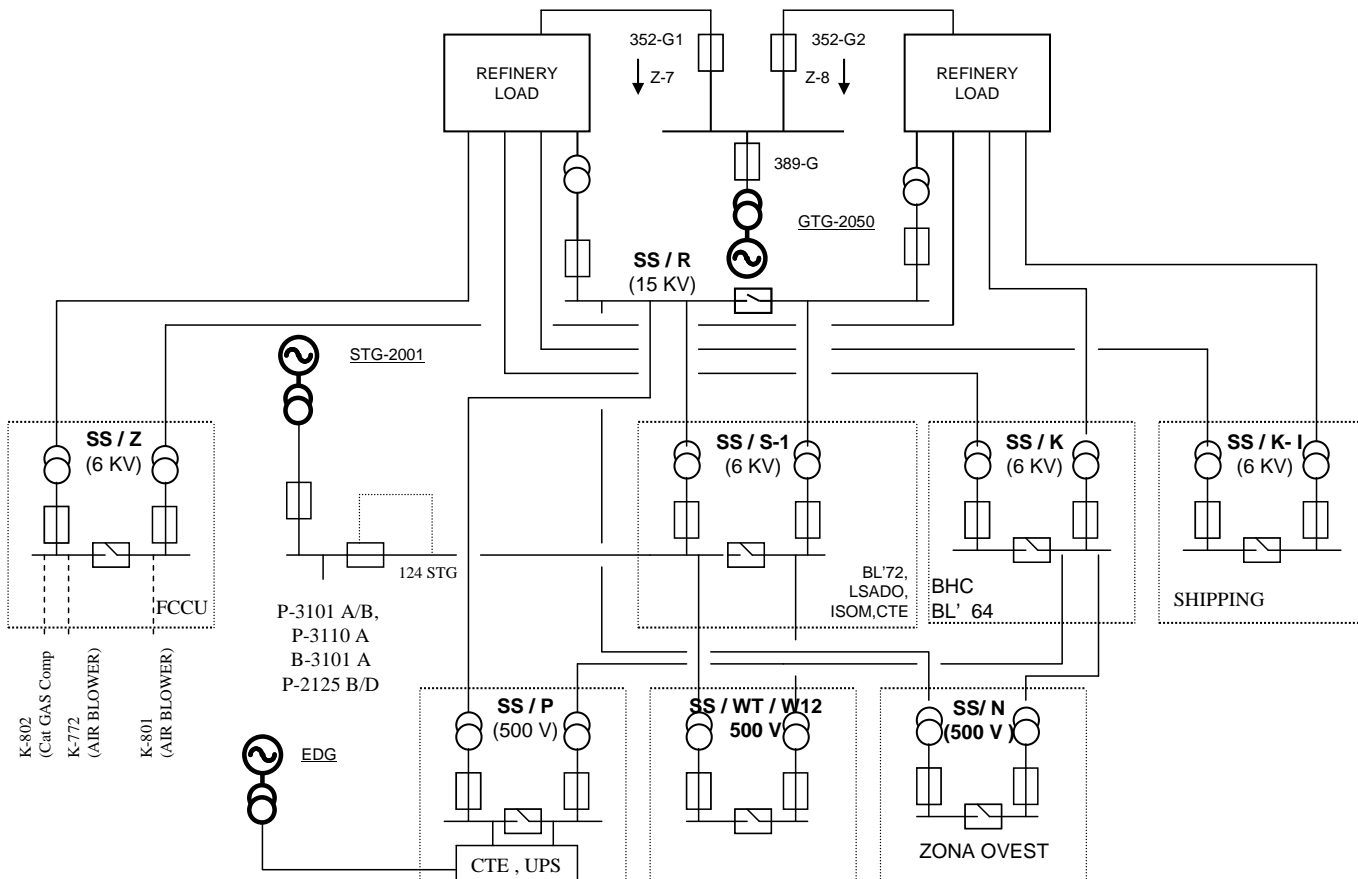 352-G1
352-G2
REFINERY
LOAD
Z-7
Z-8
REFINERY
LOAD
389-G
GTG-2050
SS / R
(15 KV)
STG-2001
SS / Z
(6 KV)
SS / S-1
(6 KV)
SS / K
(6 KV)
SS / K- I
(6 KV)
124 STG
FCCU
BL'72,
LSADO,
ISOM,CTE
BHC
BL' 64
SHIPPING
P-3101 A/B,
P-3110 A
B-3101 A
P-2125 B/D
K-802
(Cat GAS Comp
K-772
(AIR BLOWER)
K-801
(AIR BLOWER)
SS / P
(500 V)
SS / WT / W12
500 V
SS/ N
(500 V )
EDG
CTE , UPS
ZONA OVEST